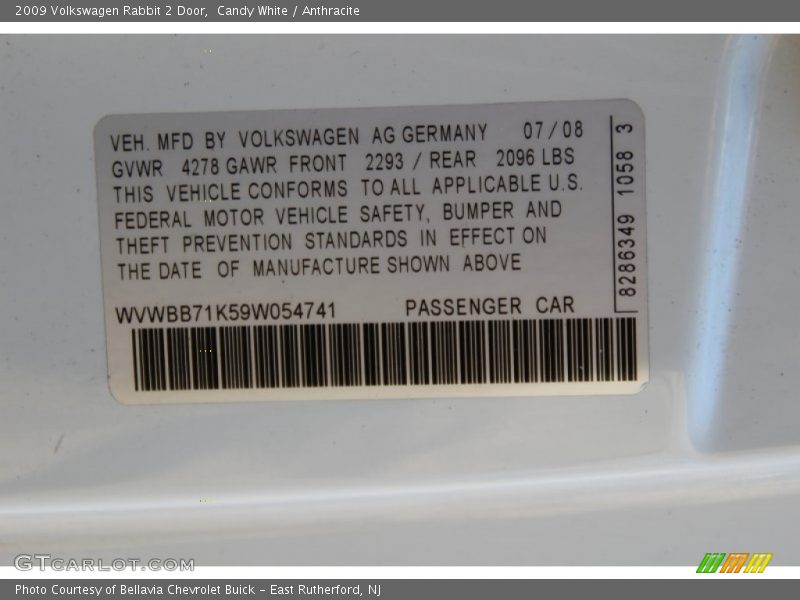 2009 Volkswagen Rabbit 2 Door, Candy White / Anthracite
VEH. MFD BY VOLKSWAGEN AG GERMANY 07/08
GVWR 4278 GAWR FRONT 2293 / REAR 2096 LBS
THIS VEHICLE CONFORMS TO ALL APPLICABLE U.S.
FEDERAL MOTOR VEHICLE SAFETY, BUMPER AND
THEFT PREVENTION STANDARDS IN EFFECT ON
THE DATE OF MANUFACTURE SHOWN ABOVE
WVWBB71K59W054741 PASSENGER CAR
8286349 1058 3
GTCARLOT.COM
Photo Courtesy of Bellavia Chevrolet Buick - East Rutherford, NJ